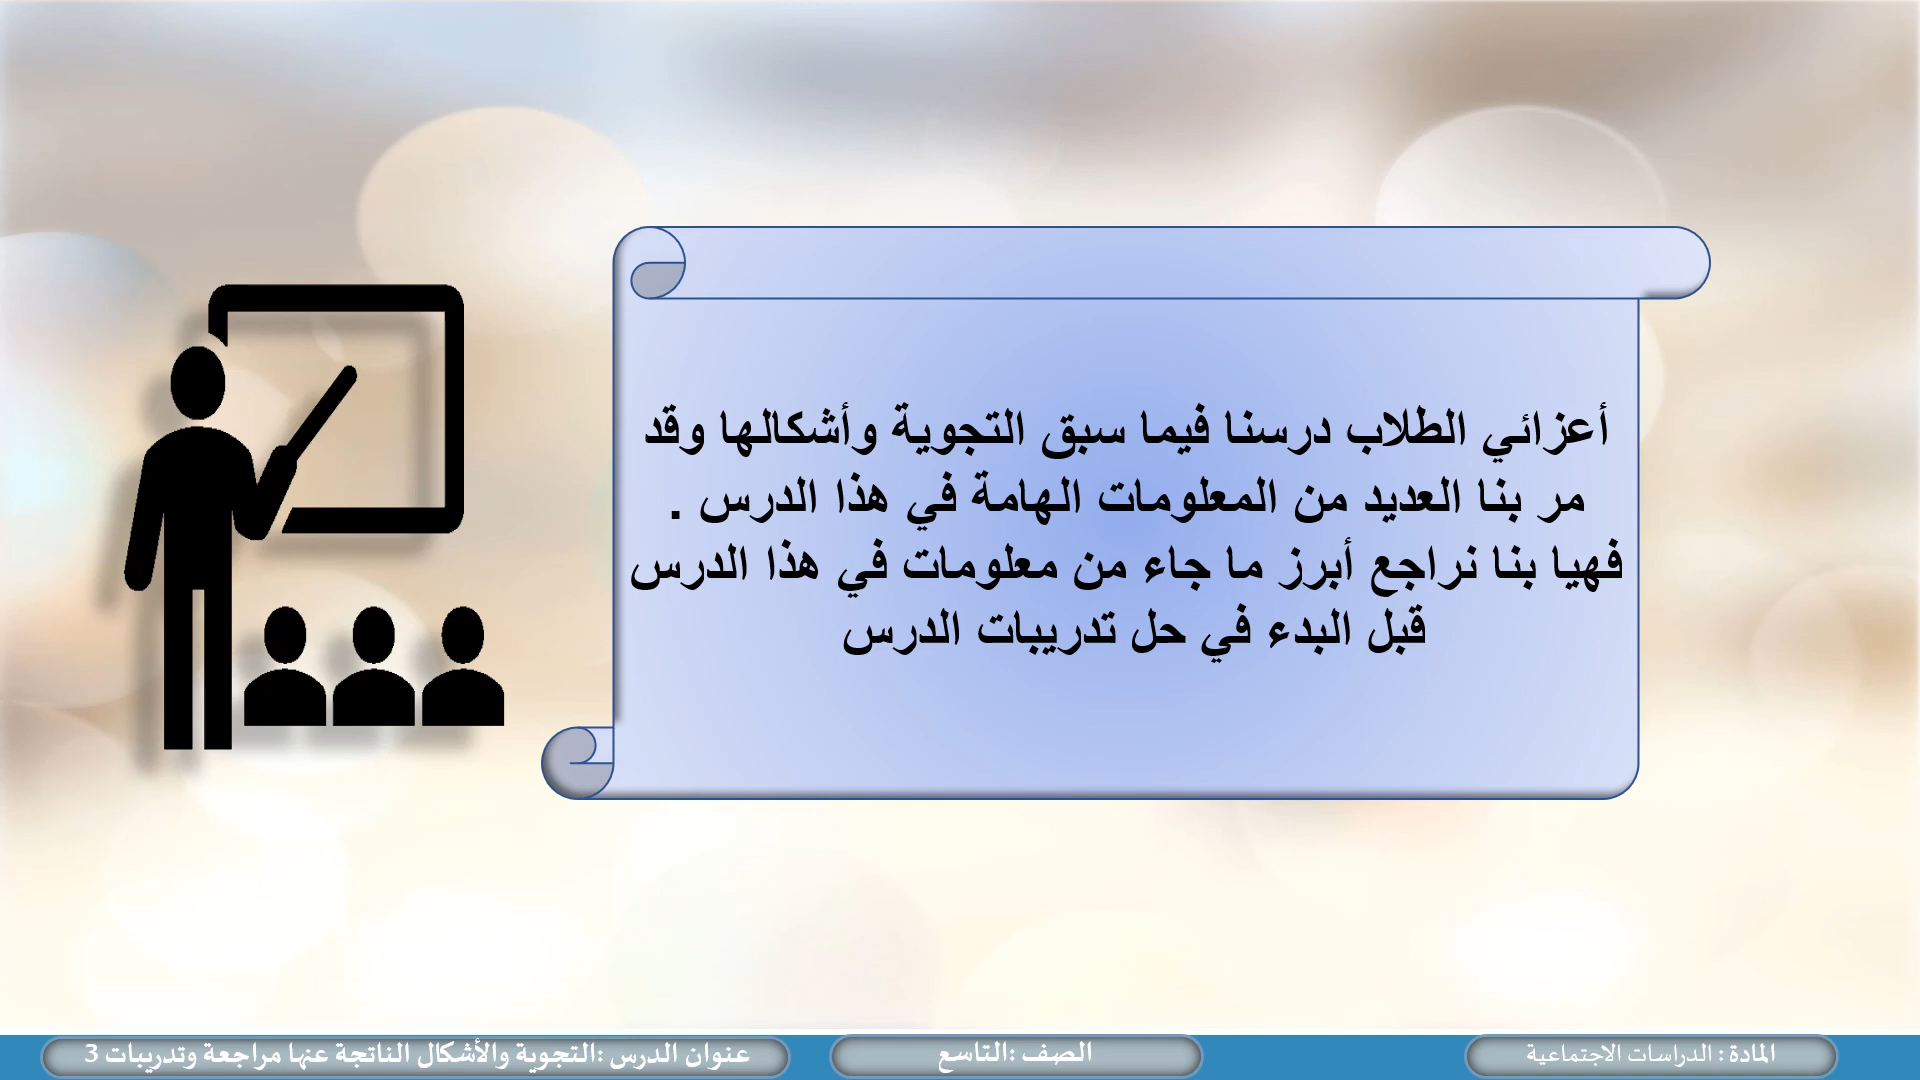 أعزائي الطلاب درسنا فيما سبق التجوية وأشكالها وقد
مر بنا العديد من المعلومات الهامة في هذا الدرس .
فهيا بنا نراجع أبرز ما جاء من معلومات في هذا الدرس
قبل البدء في حل تدريبات الدرس
المادة : الدراسات الاجتماعية
الصف :التاسع
عنوان الدرس :التجوية والأشكال الناتجة عنها مراجعة وتدريبات 3